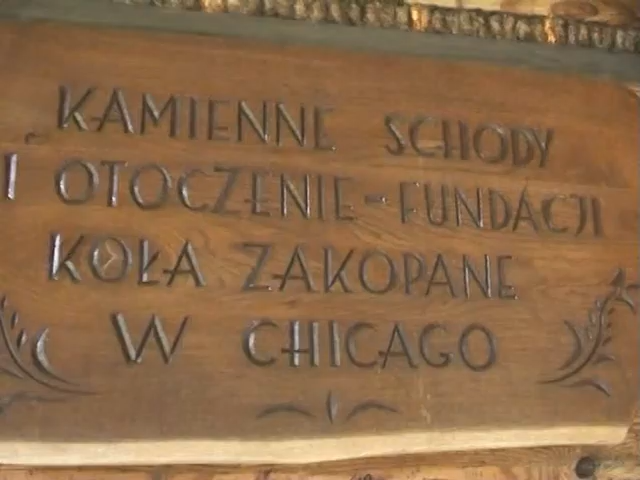 KAMIENNE SCHODY
I OTOCZENIE - FUNDACJI
KOŁA ZAKOPANE
W CHICAGO